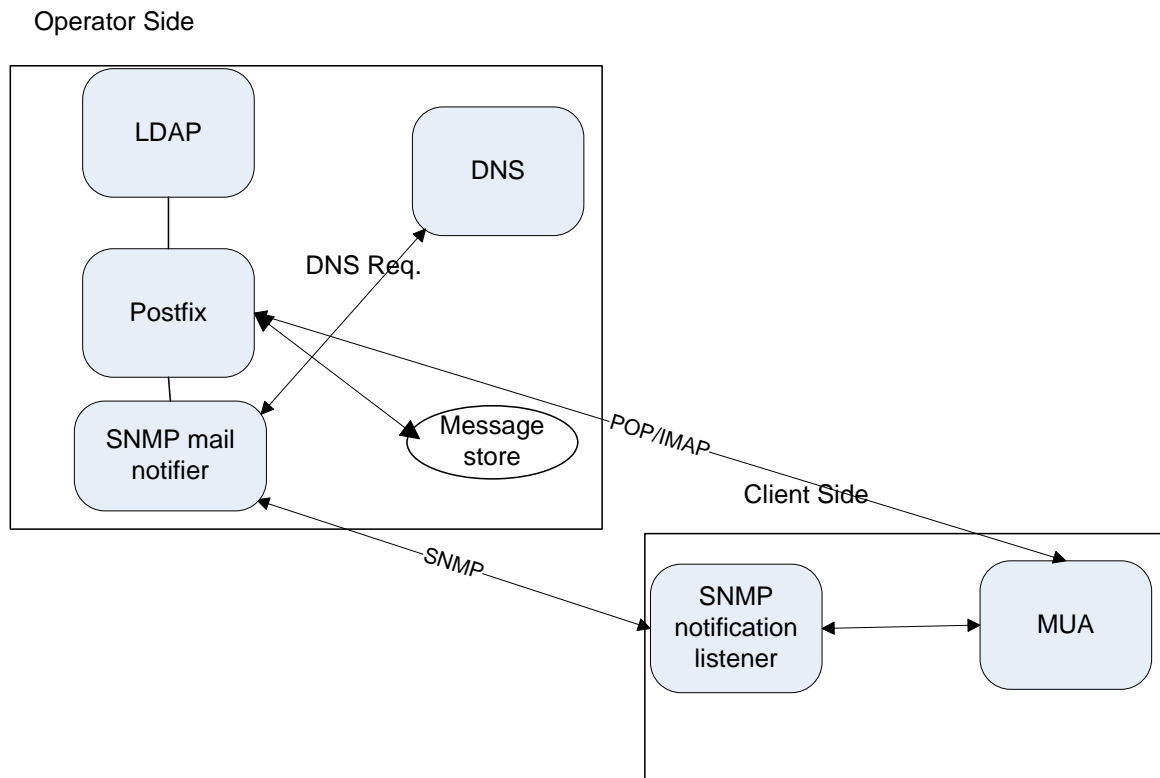 Operator Side
LDAP
DNS
DNS Req.
Postfix
SNMP mail
notifier
Message
store
POP/IMAP
Client Side
SNMP
SNMP
notification
listener
MUA